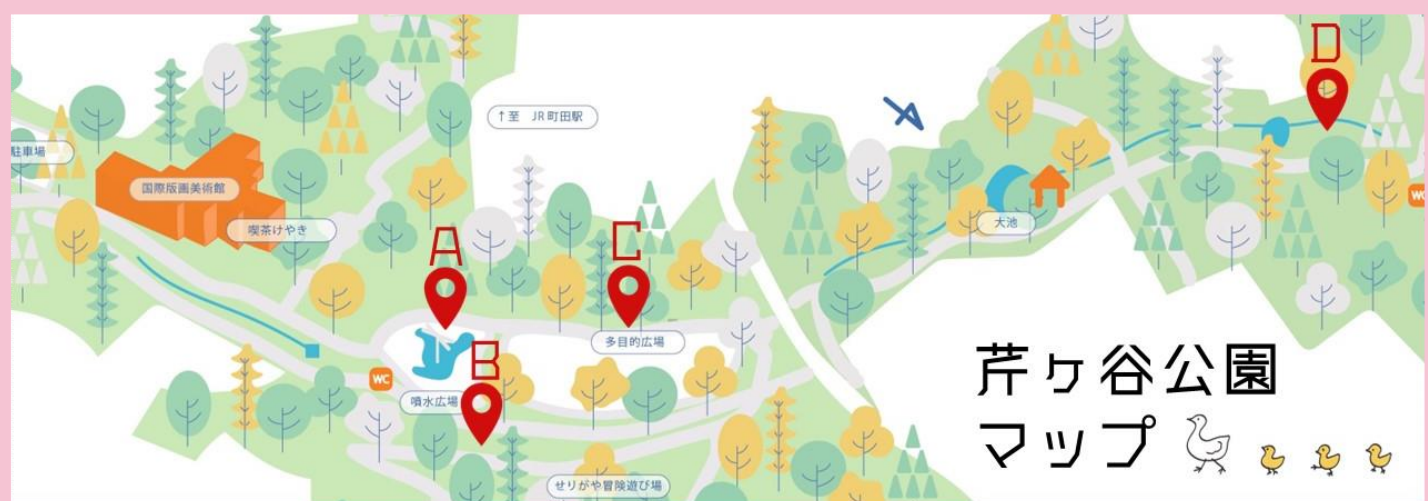 D
↑至 JR町田駅
駐車場
国際版画美術館
WC
喫茶けやき
大池
A
C
多目的広場
B
WC
噴水広場
芹ヶ谷公園
マップ
せりがや冒険遊び場